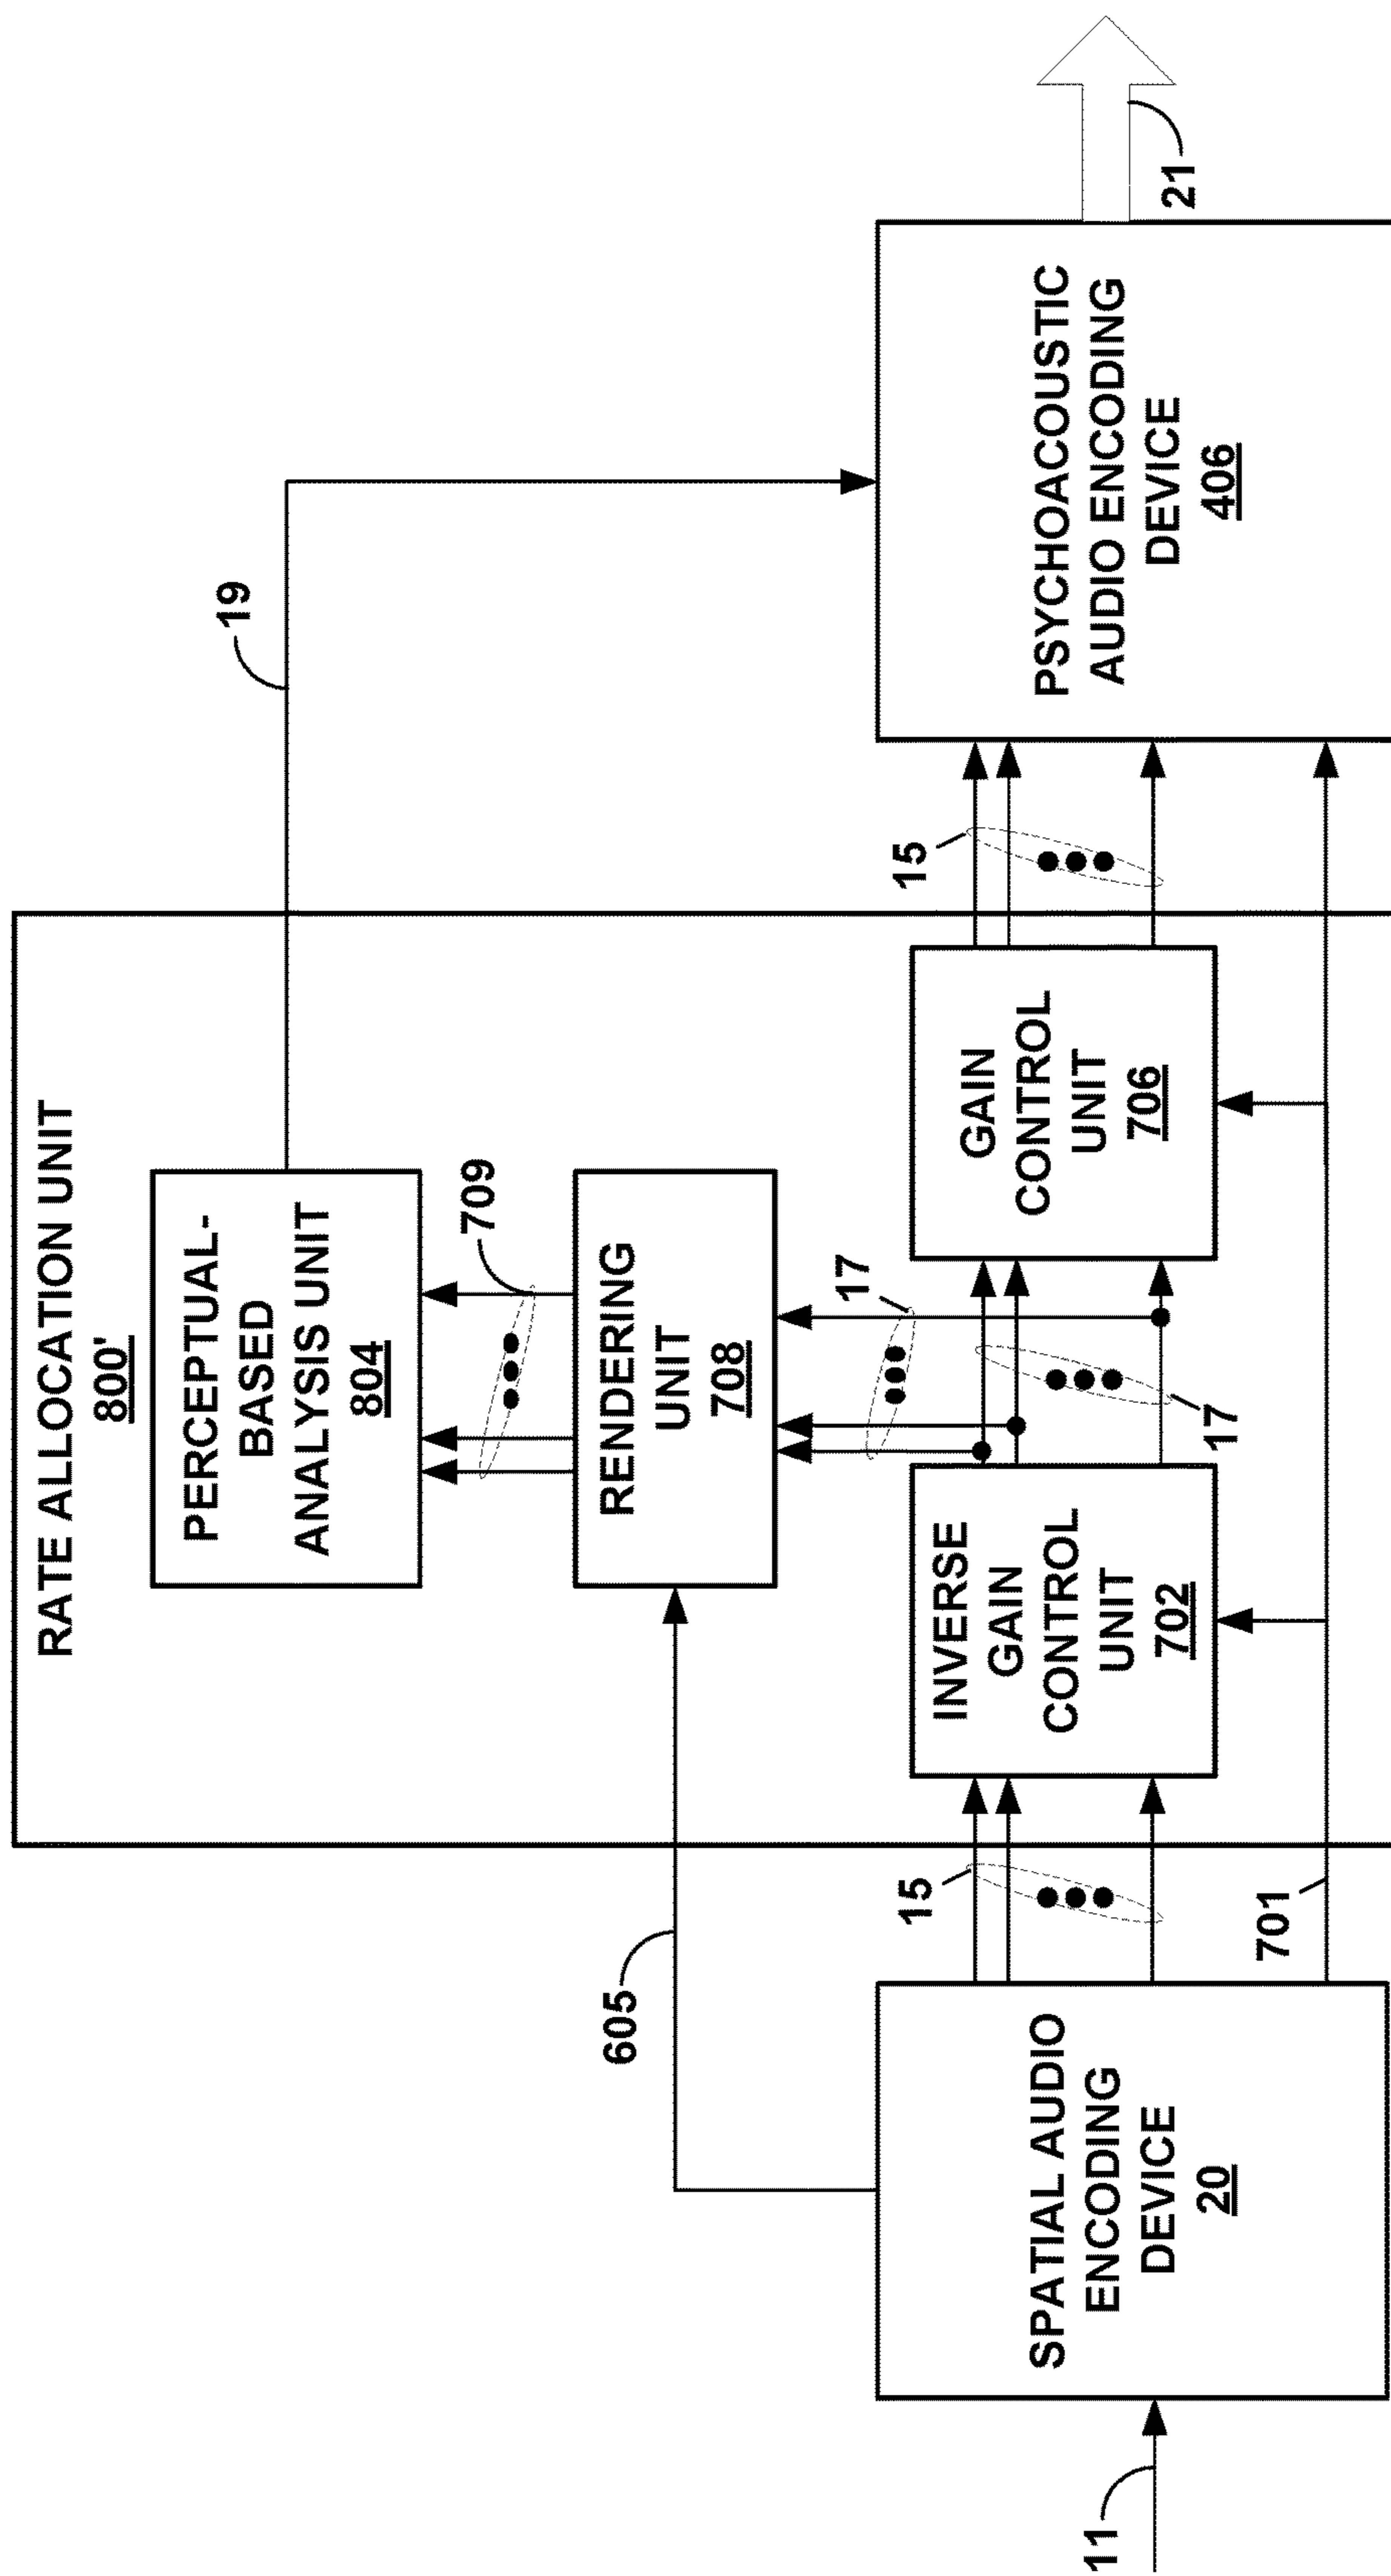 RATE ALLOCATION UNIT
800'
PERCEPTUAL-
BASED
ANALYSIS UNIT
804
19
709
RENDERING
UNIT
708
605
17
17
INVERSE
GAIN
CONTROL
UNIT
702
GAIN
CONTROL
UNIT
706
15
15
701
SPATIAL AUDIO
ENCODING
DEVICE
20
11
PSYCHOACOUSTIC
AUDIO ENCODING
DEVICE
406
21